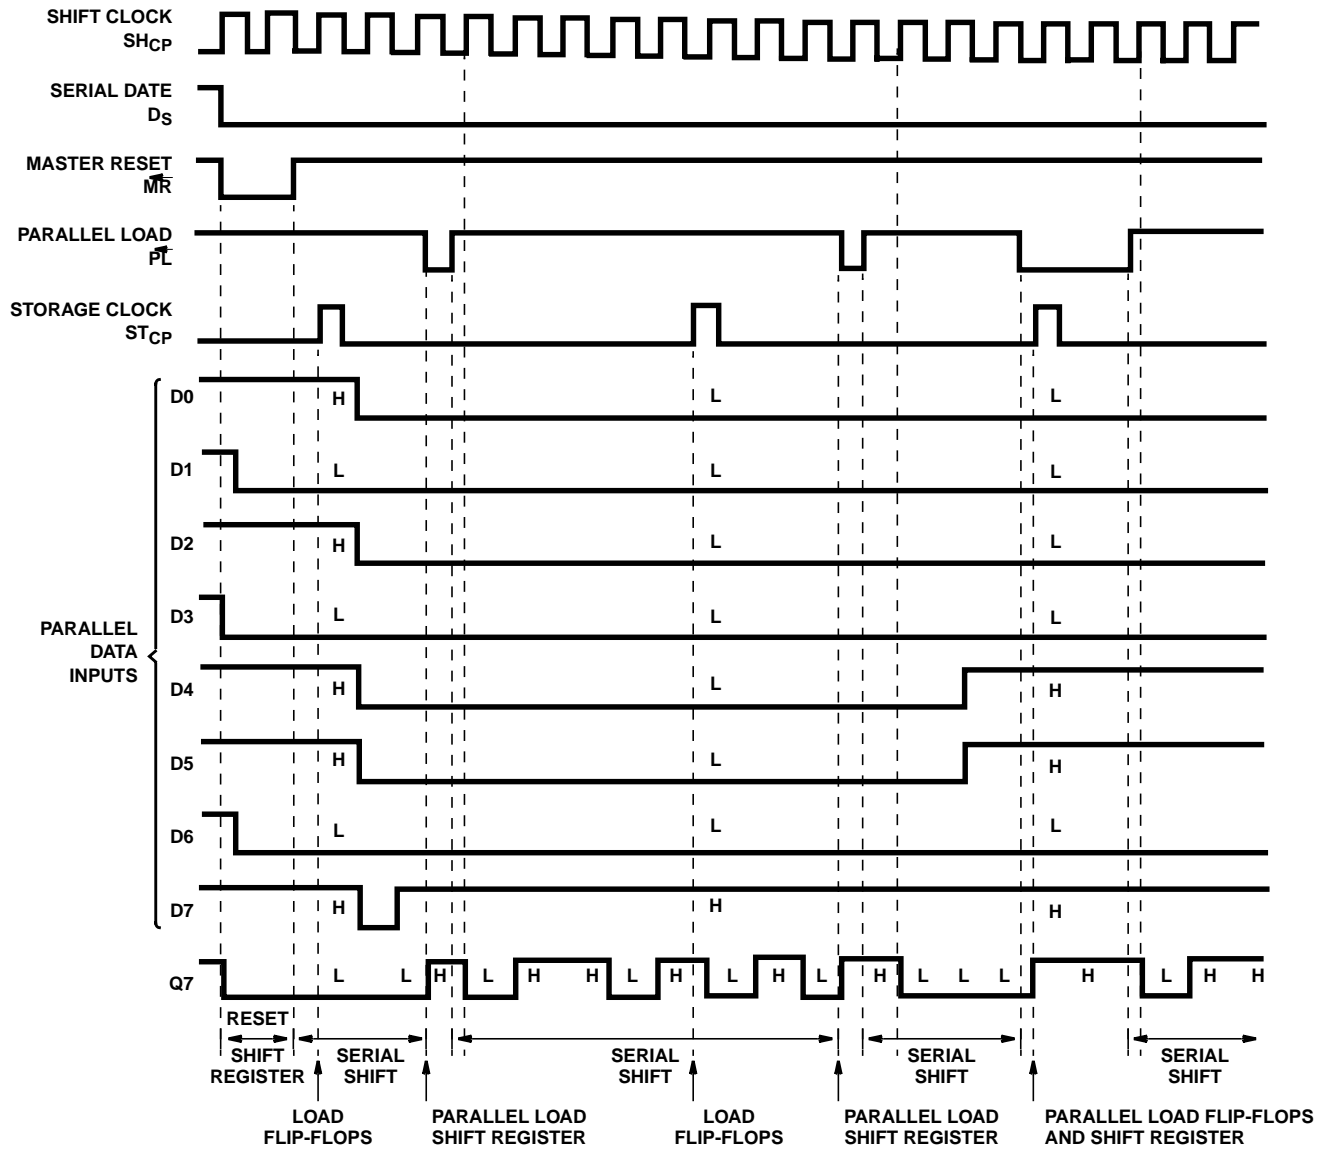 SHIFT CLOCK
SHCP
SERIAL DATE
DS
MASTER RESET
MR
PARALLEL LOAD
PL
STORAGE CLOCK
STCP
D0
H
L
L
D1
L
L
L
D2
H
L
L
D3
L
L
L
PARALLEL
DATA
INPUTS
D4
H
L
H
D5
H
L
H
D6
L
L
L
D7
H
H
H
Q7
L L H L H H L H L H L H L L L H L H H
RESET
SHIFT
REGISTER
SERIAL
SHIFT
SERIAL
SHIFT
SERIAL
SHIFT
SERIAL
SHIFT
LOAD
FLIP-FLOPS
PARALLEL LOAD
SHIFT REGISTER
LOAD
FLIP-FLOPS
PARALLEL LOAD
SHIFT REGISTER
PARALLEL LOAD FLIP-FLOPS
AND SHIFT REGISTER